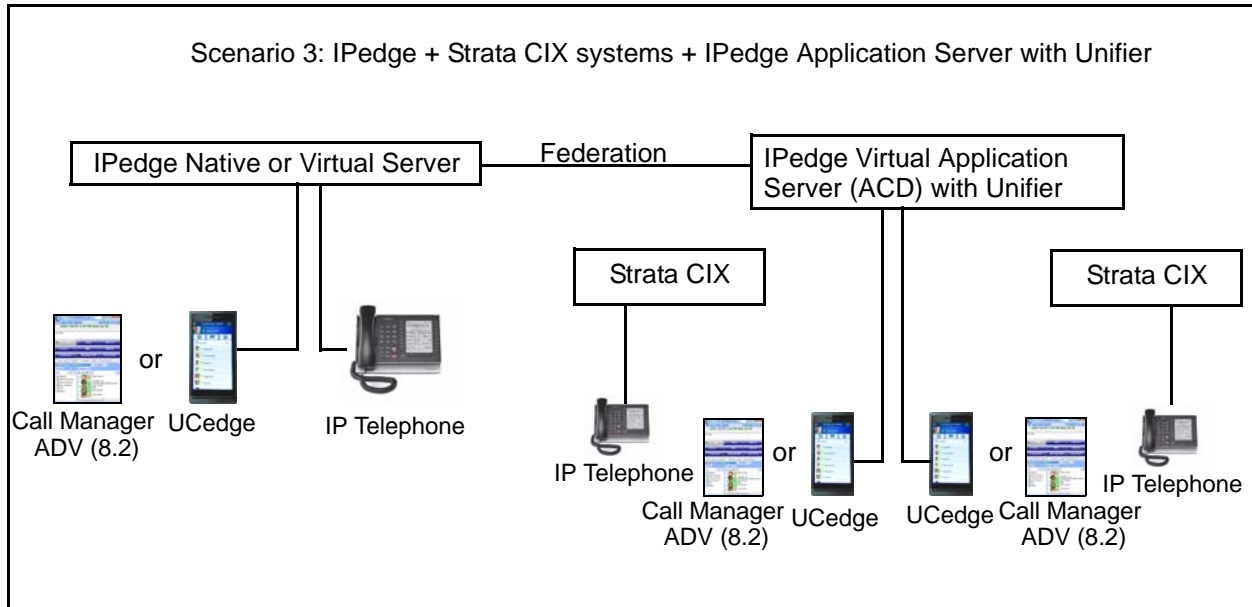 Scenario 3: IPedge + Strata CIX systems + IPedge Application Server with Unifier
IPedge Native or Virtual Server
Federation
IPedge Virtual Application
Server (ACD) with Unifier
Strata CIX
Strata CIX
or
Call Manager
ADV (8.2)
UCedge
IP Telephone
IP Telephone
or
Call Manager
ADV (8.2)
UCedge
or
UCedge
Call Manager
ADV (8.2)
IP Telephone